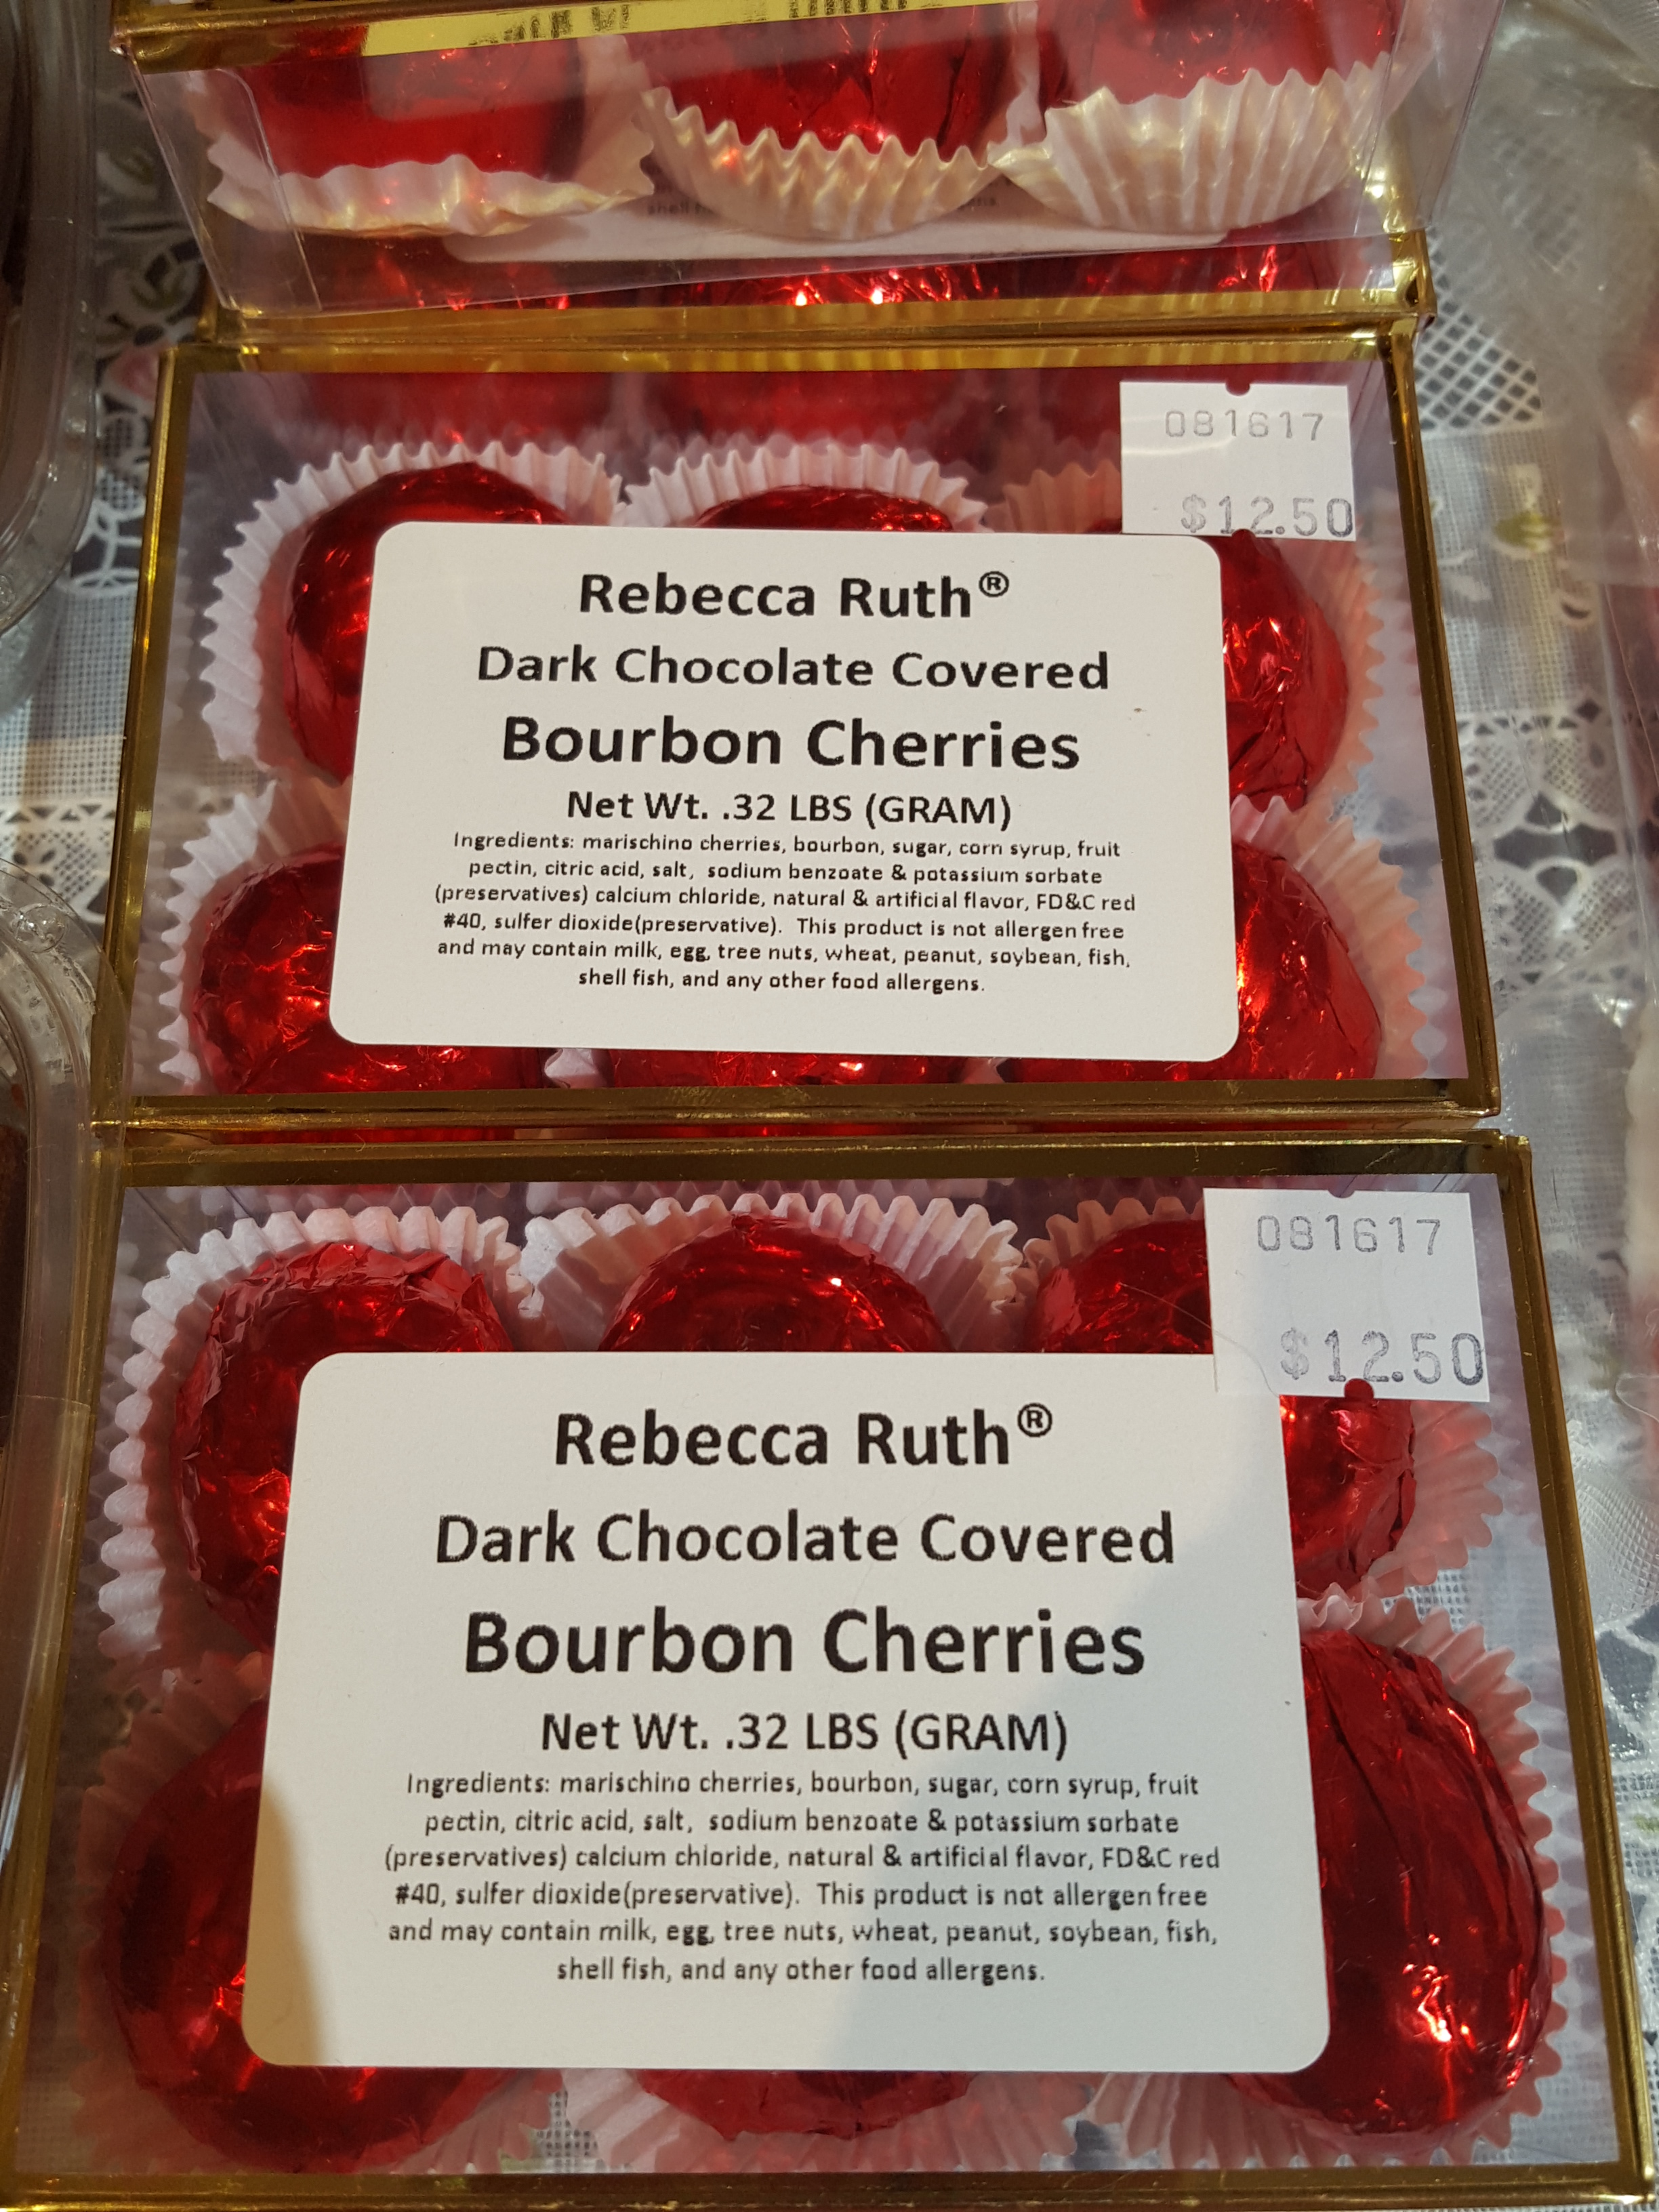 081617
$12.50
Rebecca Ruth®
Dark Chocolate Covered
Bourbon Cherries
Net Wt. .32 LBS (GRAM)
Ingredients: marischino cherries, bourbon, sugar, corn syrup, fruit
pectin, citric acid, salt, sodium benzoate & potassium sorbate
(preservatives) calcium chloride, natural & artificial flavor, FD&C red
#40, sulfer dioxide(preservative). This product is not allergen free
and may contain milk, egg, tree nuts, wheat, peanut, soybean, fish,
shell fish, and any other food allergens.
081617
$12.50
Rebecca Ruth®
Dark Chocolate Covered
Bourbon Cherries
Net Wt. .32 LBS (GRAM)
Ingredients: marischino cherries, bourbon, sugar, corn syrup, fruit
pectin, citric acid, salt, sodium benzoate & potassium sorbate
(preservatives) calcium chloride, natural & artificial flavor, FD&C red
#40, sulfer dioxide(preservative). This product is not allergen free
and may contain milk, egg, tree nuts, wheat, peanut, soybean, fish,
shell fish, and any other food allergens.